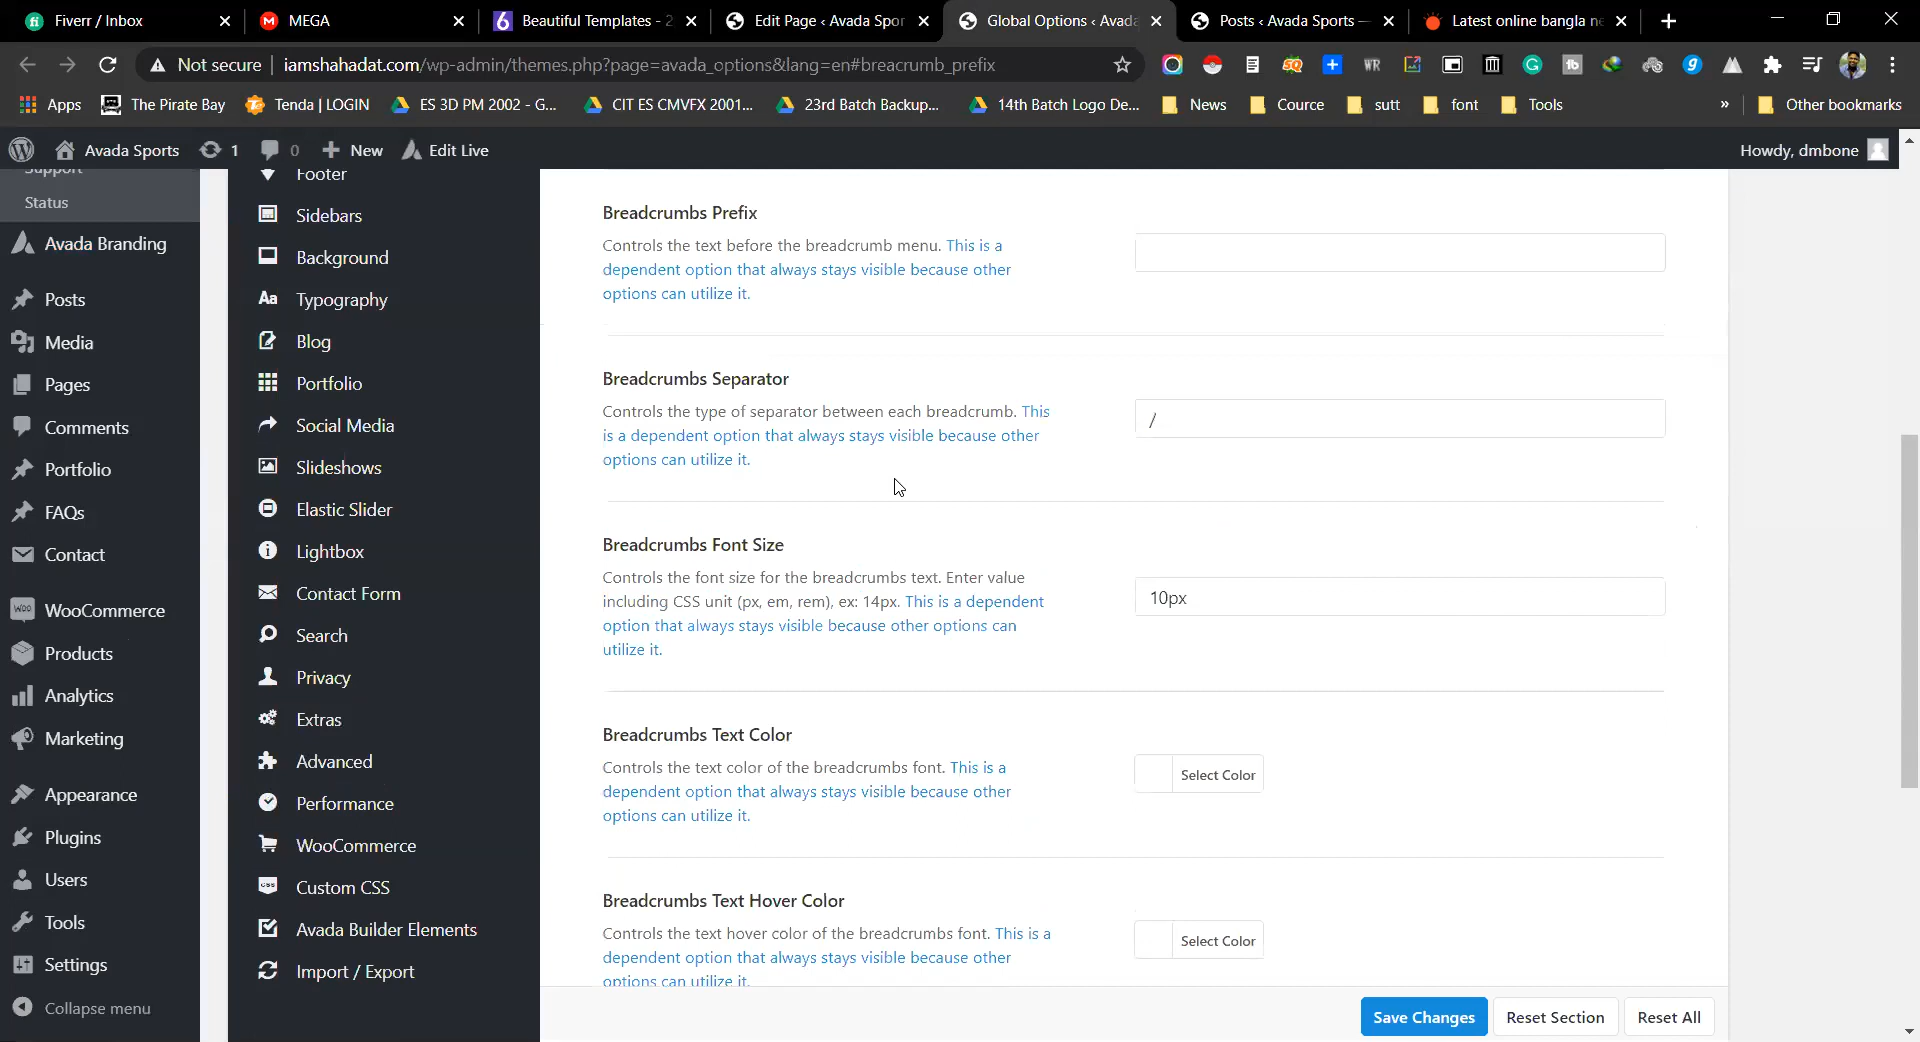 Fiverr / Inbox
MEGA
Beautiful Templates - 2
Edit Page ‹ Avada Spor
Global Options ‹ Avada
Posts ‹ Avada Sports —
Latest online bangla ne
Not secure
iamshahadat.com/wp-admin/themes.php?page=avada_options&lang=en#breacrumb_prefix
Apps
The Pirate Bay
Tenda | LOGIN
ES 3D PM 2002 - G...
CIT ES CMVFX 2001...
23rd Batch Backup...
14th Batch Logo De...
News
Cource
sutt
font
Tools
»
Other bookmarks
Avada Sports
1
0
New
Edit Live
Howdy, dmbone
Support
Status
Avada Branding
Posts
Media
Pages
Comments
Portfolio
FAQs
Contact
WooCommerce
Products
Analytics
Marketing
Appearance
Plugins
Users
Tools
Settings
Collapse menu
Footer
Sidebars
Background
Typography
Blog
Portfolio
Social Media
Slideshows
Elastic Slider
Lightbox
Contact Form
Search
Privacy
Extras
Advanced
Performance
WooCommerce
Custom CSS
Avada Builder Elements
Import / Export
Breadcrumbs Prefix
Controls the text before the breadcrumb menu. This is a
dependent option that always stays visible because other
options can utilize it.
Breadcrumbs Separator
Controls the type of separator between each breadcrumb. This
is a dependent option that always stays visible because other
options can utilize it.
/
Breadcrumbs Font Size
Controls the font size for the breadcrumbs text. Enter value
including CSS unit (px, em, rem), ex: 14px. This is a dependent
option that always stays visible because other options can
utilize it.
10px
Breadcrumbs Text Color
Controls the text color of the breadcrumbs font. This is a
dependent option that always stays visible because other
options can utilize it.
Select Color
Breadcrumbs Text Hover Color
Controls the text hover color of the breadcrumbs font. This is a
dependent option that always stays visible because other
options can utilize it.
Select Color
Save Changes
Reset Section
Reset All